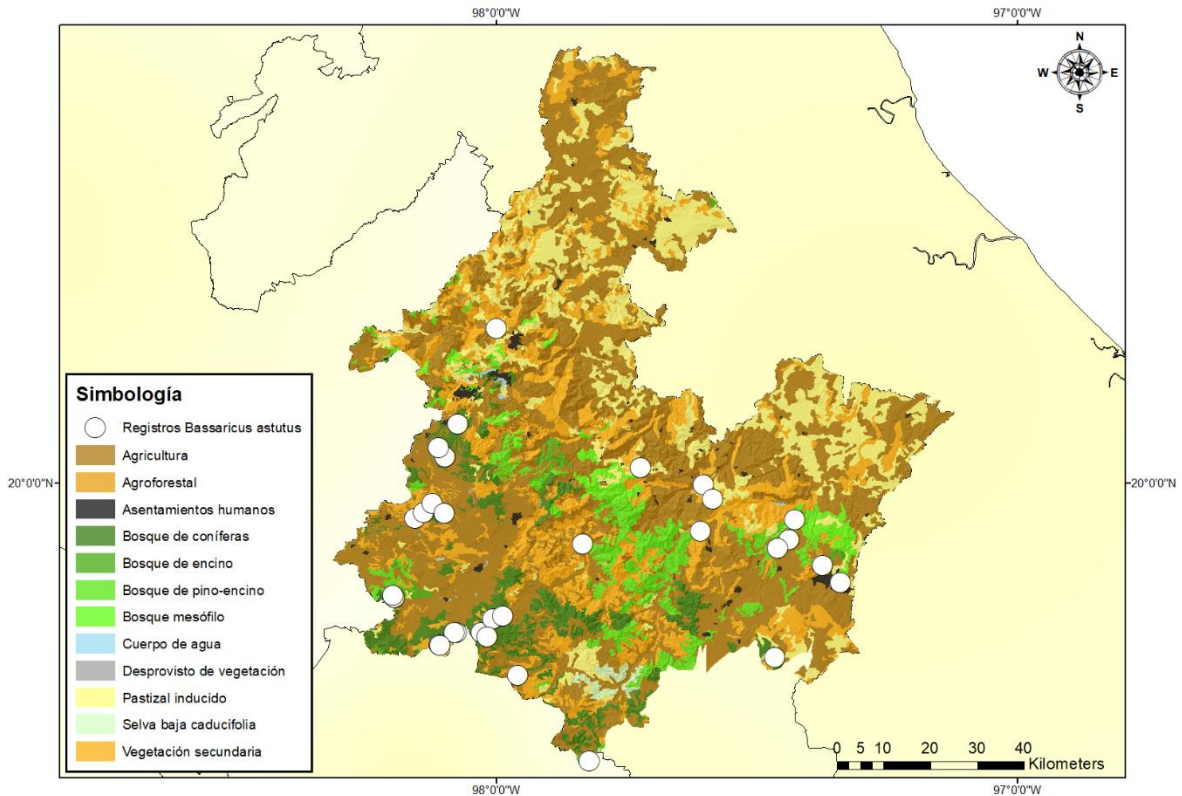 98°0'0"W
97°0'0"W
N
W
E
S
Simbología
Registros Bassaricus astutus
Agricultura
Agroforestal
Asentamientos humanos
Bosque de coníferas
Bosque de encino
Bosque de pino-encino
Bosque mesófilo
Cuerpo de agua
Desprovisto de vegetación
Pastizal inducido
Selva baja caducifolia
Vegetación secundaria
20°0'0"N
20°0'0"N
0 5 10 20 30 40
Kilometers
98°0'0"W
97°0'0"W